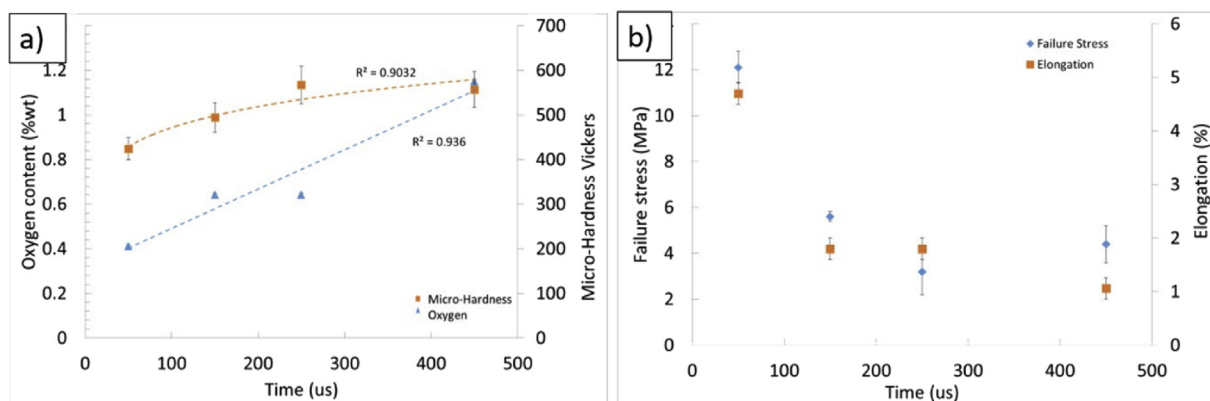 a)
Oxygen content (%wt)
1.2
1
0.8
0.6
0.4
0.2
0
700
600
500
400
300
200
100
0
Micro-Hardness Vickers
R² = 0.9032
R² = 0.936
Micro-Hardness
Oxygen
0 100 200 300 400 500
Time (us)
b)
Failure stress (MPa)
12
10
8
6
4
2
0
6
5
4
3
2
1
0
Elongation (%)
Failure Stress
Elongation
0 100 200 300 400 500
Time (us)